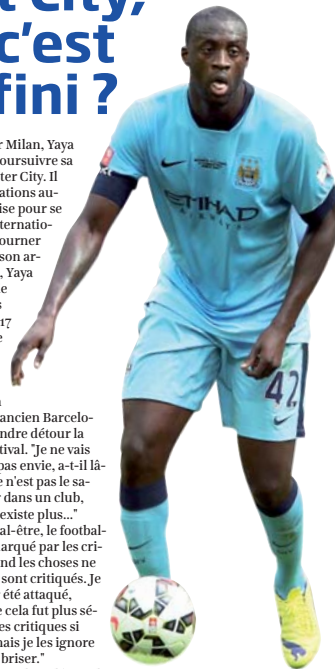 t City,
c'est
fini ?
r Milan, Yaya
oursuivre sa
ter City. Il
ations au-
ise pour se
ternatio-
ourner
son ar-
, Yaya
e
s
17
e
n
ancien Barcelo-
ndre détour la
tival. "Je ne vais
pas envie, a-t-il lâ-
e n'est pas le sa-
r dans un club,
existe plus..."
al-être, le footbal-
arqué par les cri-
nd les choses ne
sont critiqués. Je
r été attaqué,
e cela fut plus sé-
es critiques si
mais je les ignore
briser."
ETIHAD
AIRWAYS
42